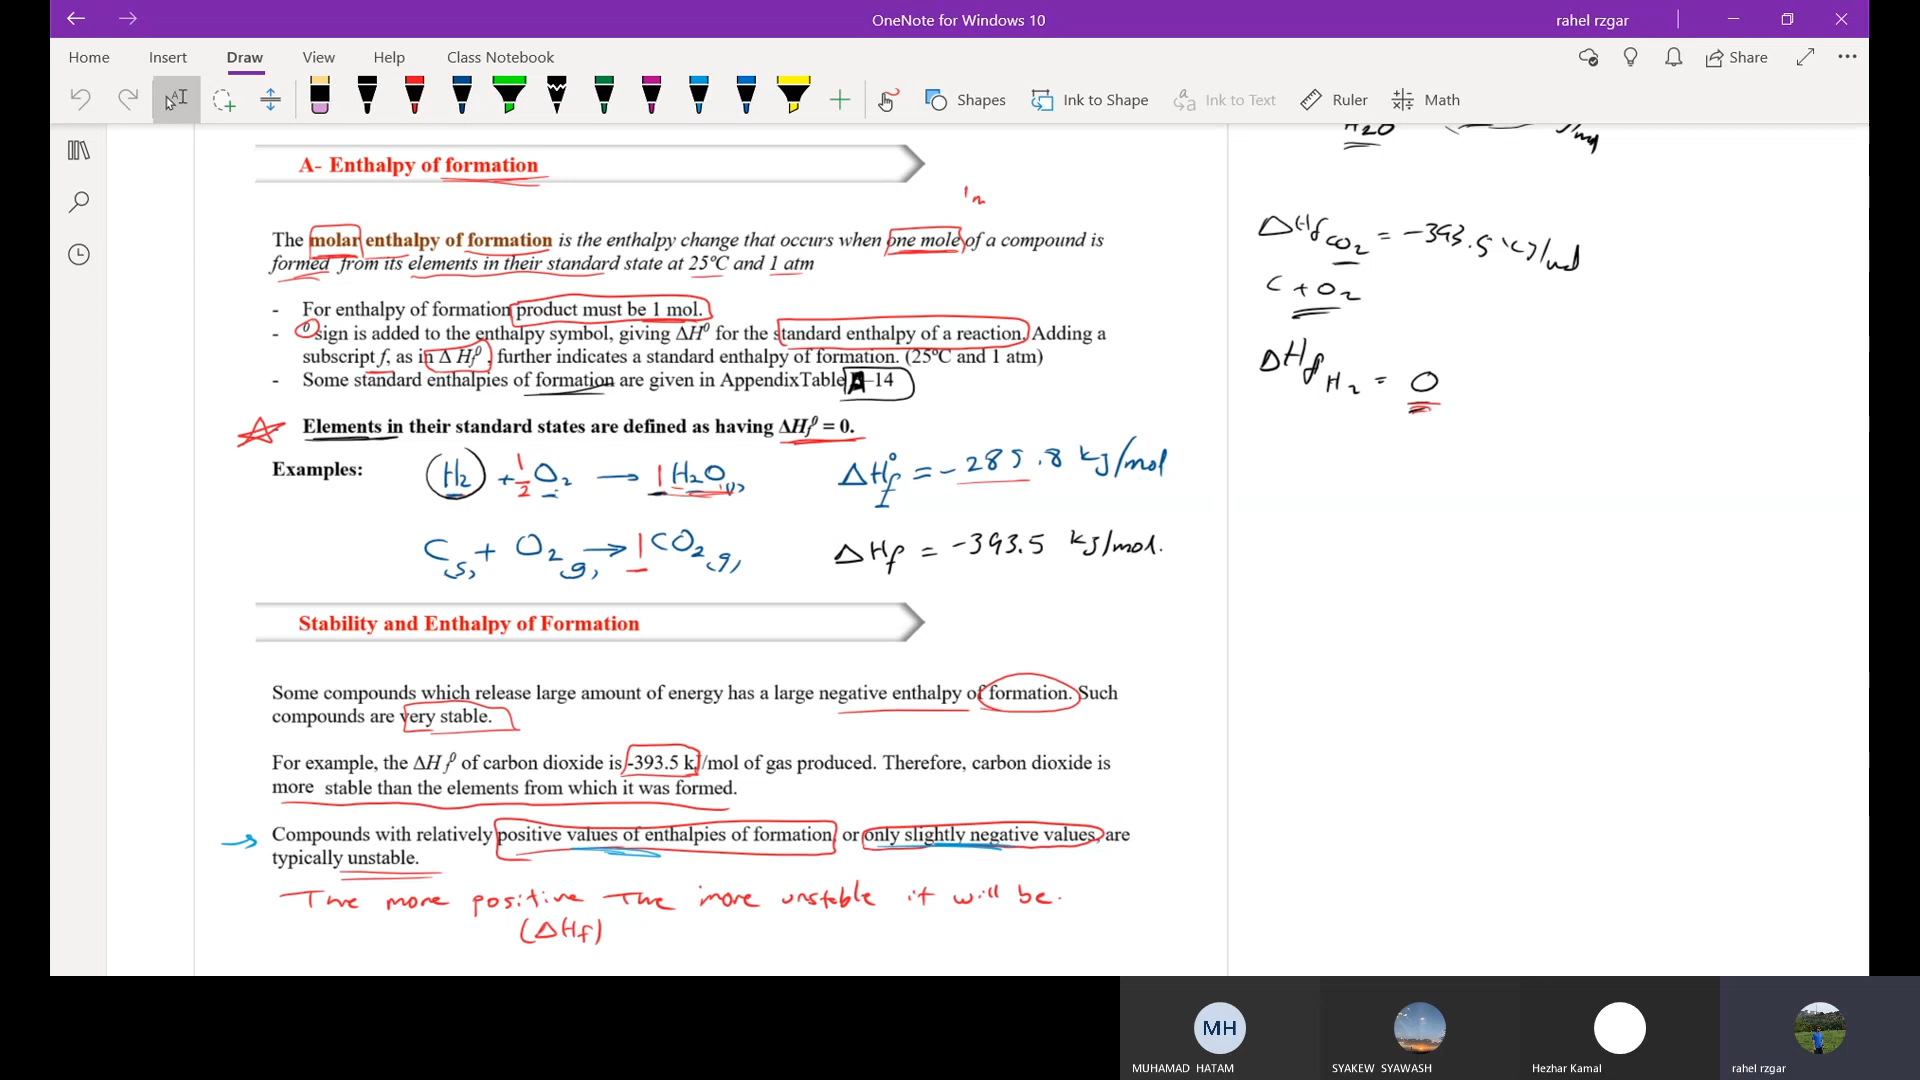 OneNote for Windows 10
rahel rzgar
Home Insert Draw View Help Class Notebook
Share
Shapes Ink to Shape Ink to Text Ruler Math
H2O
A- Enthalpy of formation
The molar enthalpy of formation is the enthalpy change that occurs when one mole of a compound is
formed from its elements in their standard state at 25ºC and 1 atm
- For enthalpy of formation product must be 1 mol.
- 0 sign is added to the enthalpy symbol, giving ΔH⁰ for the standard enthalpy of a reaction. Adding a
subscript f, as in Δ Hf⁰, further indicates a standard enthalpy of formation. (25ºC and 1 atm)
- Some standard enthalpies of formation are given in AppendixTable A-14
Elements in their standard states are defined as having ΔHf⁰ = 0.
Examples: H2 + 1/2 O2 → 1 H2O(l) ΔHf° = -285.8 kJ/mol
C(s) + O2(g) → 1 CO2(g) ΔHf = -393.5 kJ/mol.
Stability and Enthalpy of Formation
Some compounds which release large amount of energy has a large negative enthalpy of formation. Such
compounds are very stable.
For example, the ΔH f⁰ of carbon dioxide is -393.5 kJ/mol of gas produced. Therefore, carbon dioxide is
more stable than the elements from which it was formed.
Compounds with relatively positive values of enthalpies of formation, or only slightly negative values, are
typically unstable.
The more positive the more unstable it will be.
(ΔHf)
ΔHf CO2 = -393.5 kJ/mol
C + O2
ΔHf H2 = 0
MH
MUHAMAD HATAM SYAKEW SYAWASH Hezhar Kamal rahel rzgar